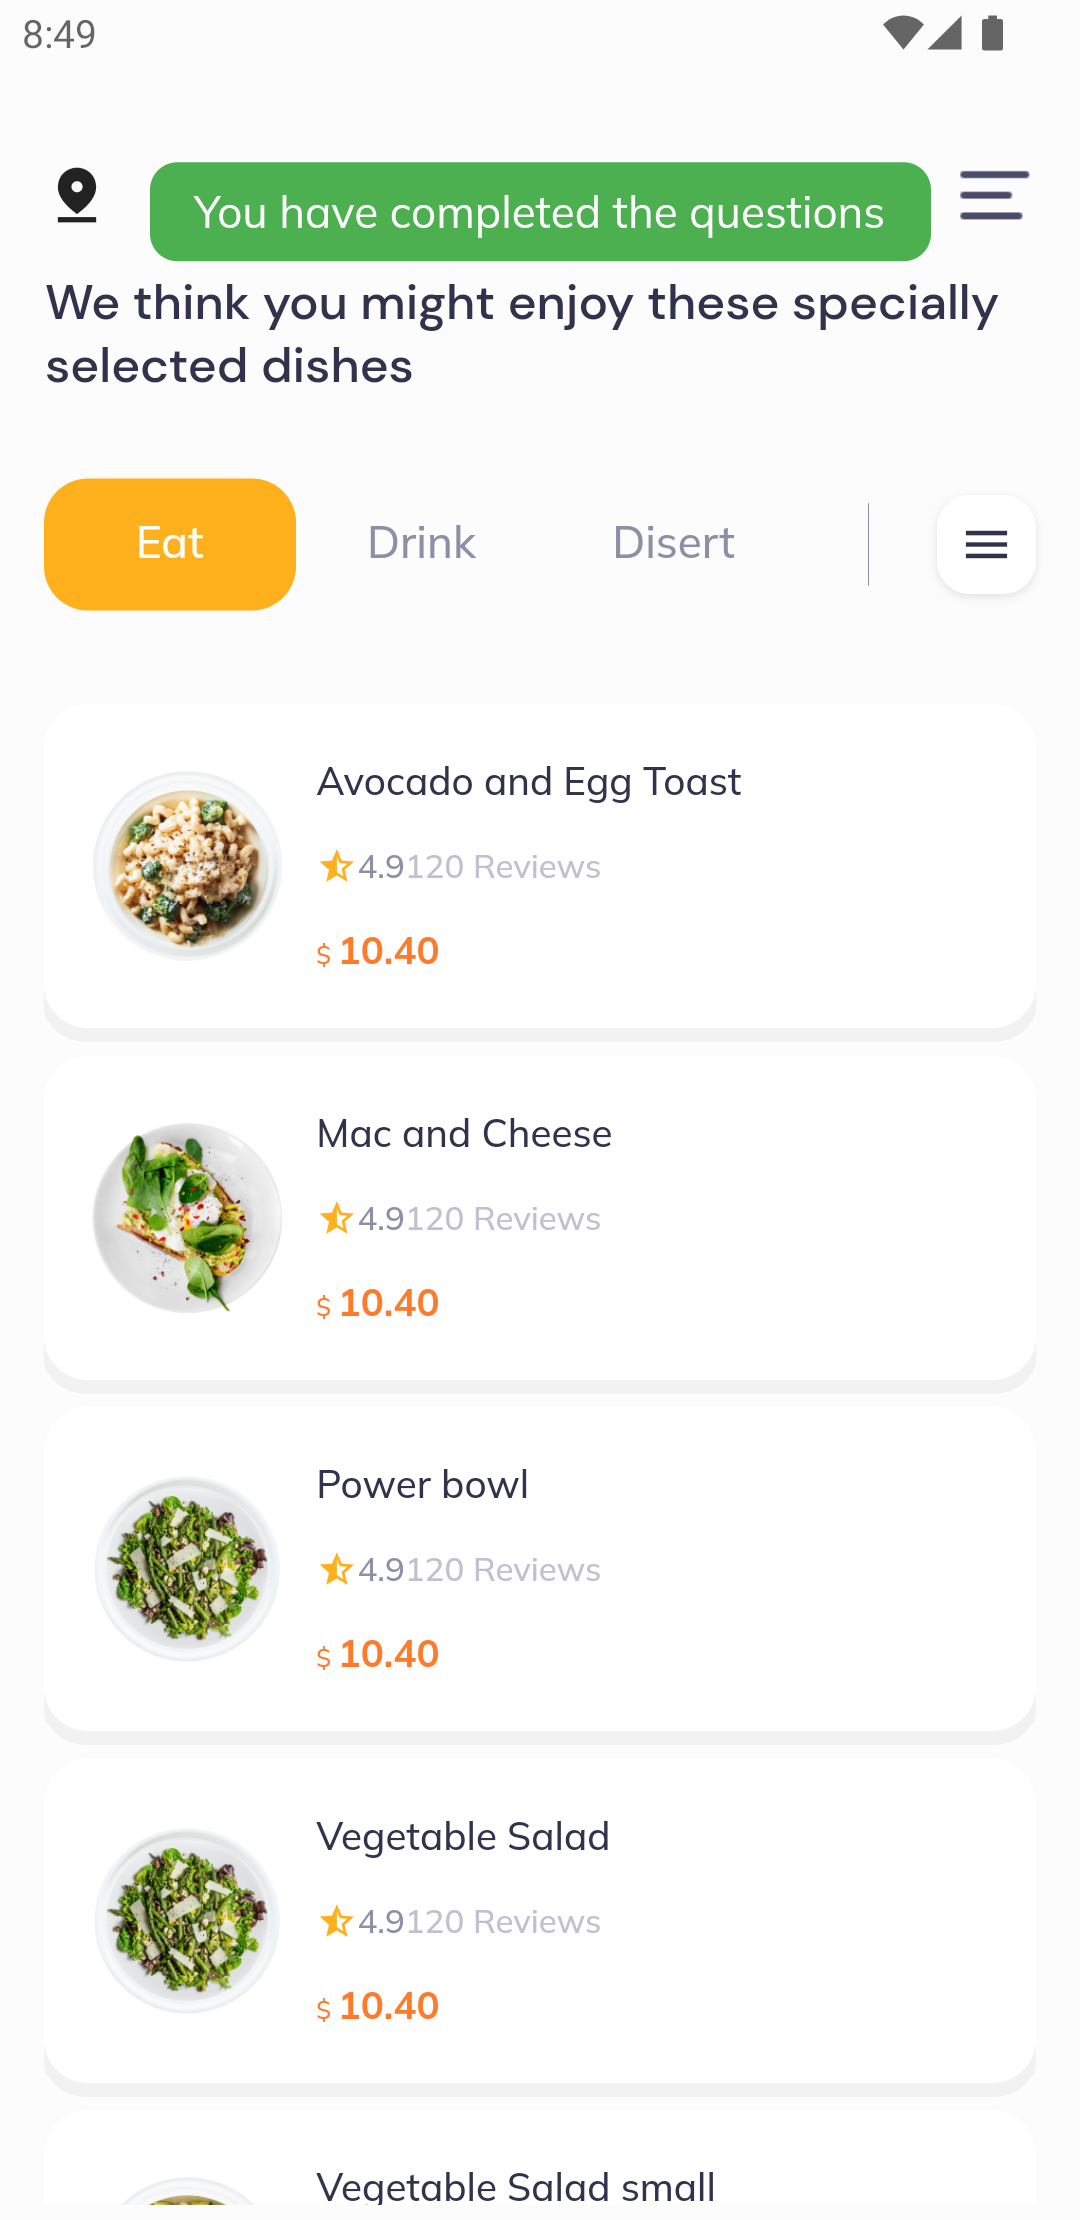 8:49
You have completed the questions
We think you might enjoy these specially
selected dishes
Eat Drink Disert
Avocado and Egg Toast
4.9120 Reviews
$ 10.40
Mac and Cheese
4.9120 Reviews
$ 10.40
Power bowl
4.9120 Reviews
$ 10.40
Vegetable Salad
4.9120 Reviews
$ 10.40
Vegetable Salad small